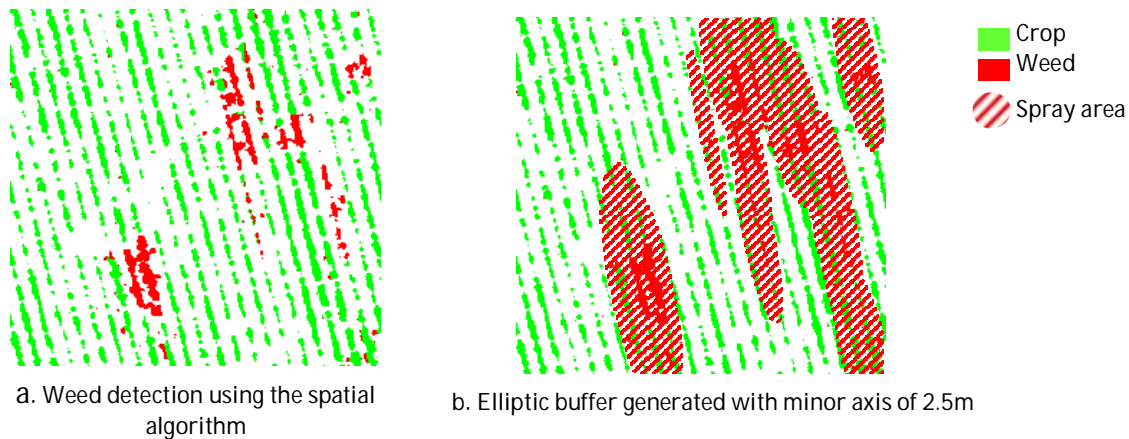 Crop
Weed
Spray area
a. Weed detection using the spatial
algorithm
b. Elliptic buffer generated with minor axis of 2.5m